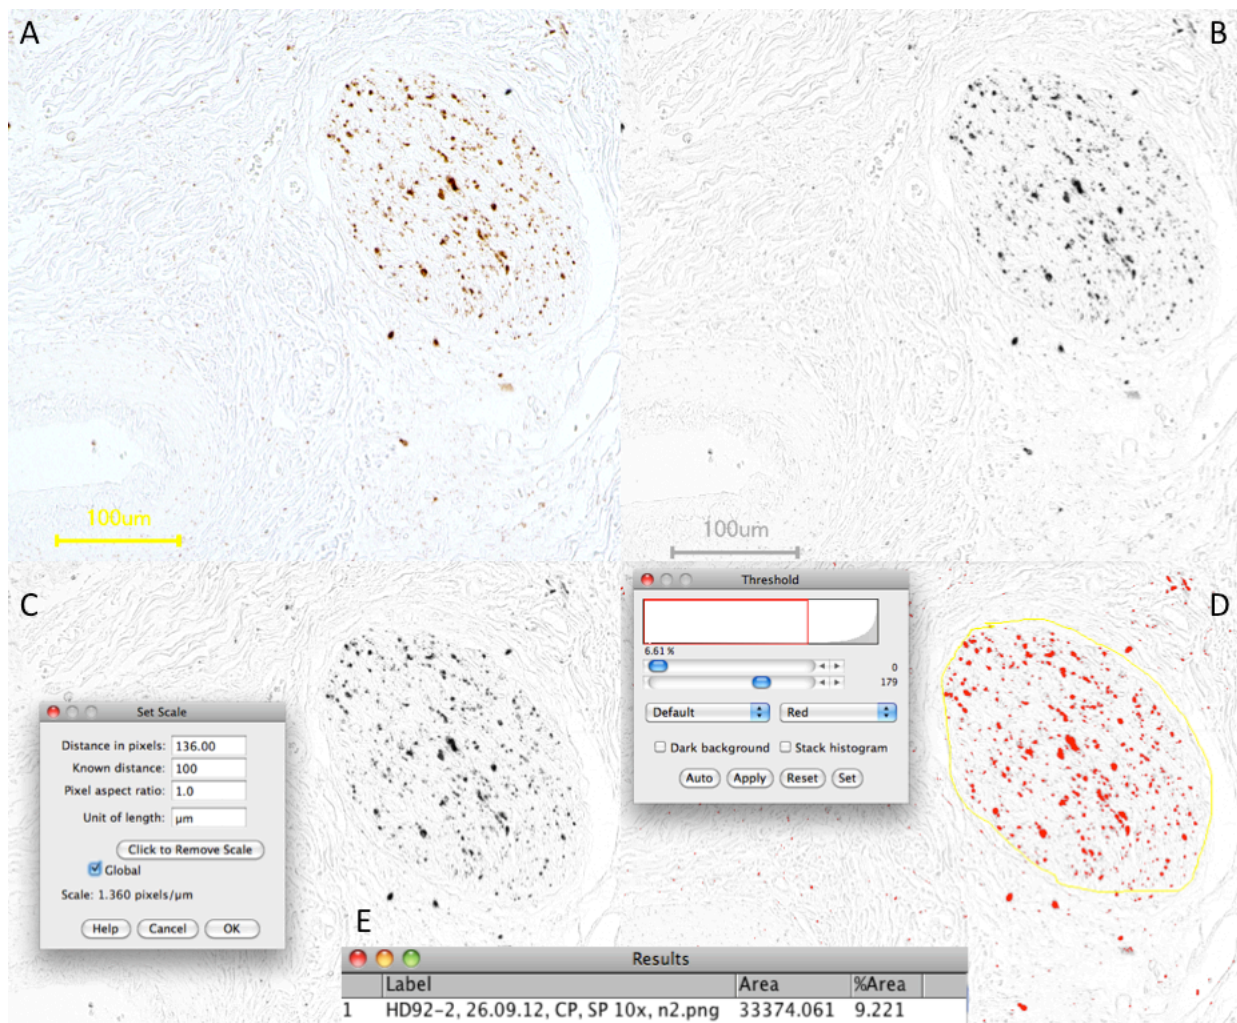 A
B
100um
100um
C
D
Threshold
6.61 %
0
179
Default
Red
Dark background
Stack histogram
Auto
Apply
Reset
Set
Set Scale
Distance in pixels: 136.00
Known distance: 100
Pixel aspect ratio: 1.0
Unit of length: µm
Click to Remove Scale
Global
Scale: 1.360 pixels/µm
Help
Cancel
OK
E
Results
Label Area %Area
1 HD92-2, 26.09.12, CP, SP 10x, n2.png 33374.061 9.221